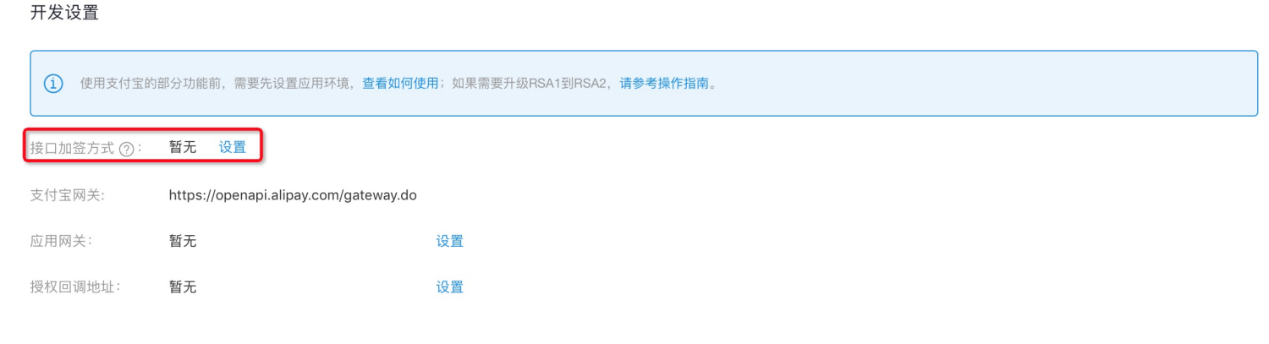 开发设置
使用支付宝的部分功能前，需要先设置应用环境，查看如何使用；如果需要升级RSA1到RSA2，请参考操作指南。
接口加签方式 ?： 暂无 设置
支付宝网关: https://openapi.alipay.com/gateway.do
应用网关： 暂无 设置
授权回调地址： 暂无 设置